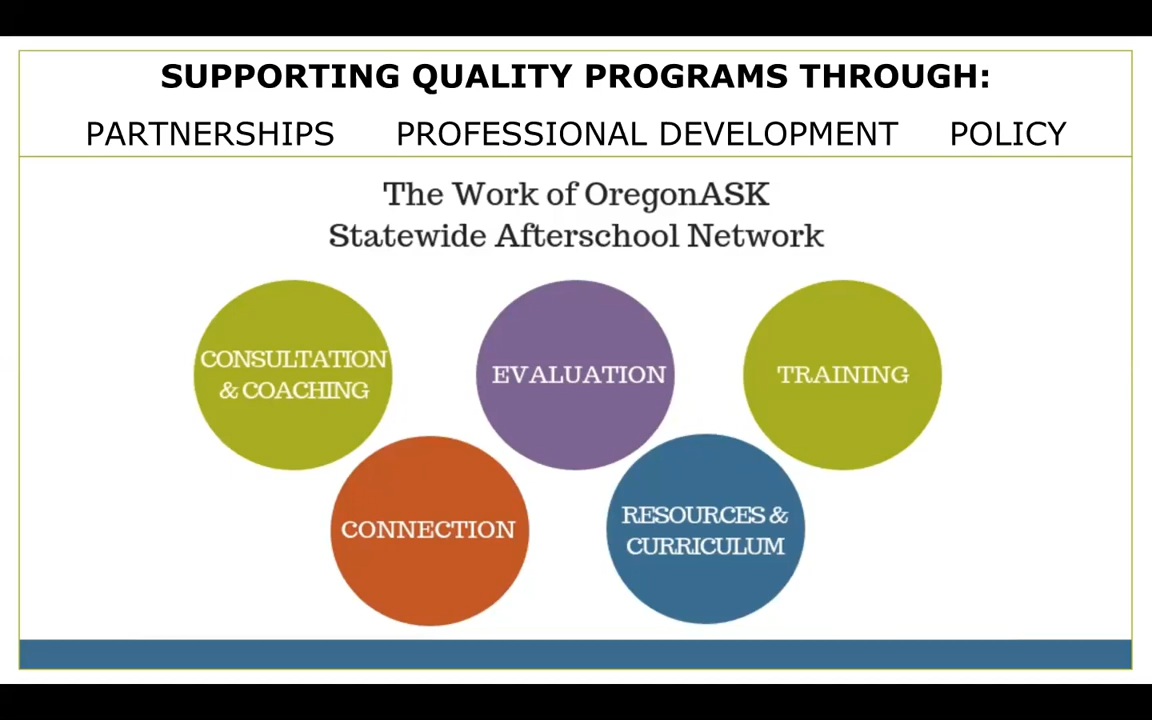 SUPPORTING QUALITY PROGRAMS THROUGH:
PARTNERSHIPS PROFESSIONAL DEVELOPMENT POLICY
The Work of OregonASK
Statewide Afterschool Network
CONSULTATION
& COACHING
EVALUATION
TRAINING
CONNECTION
RESOURCES &
CURRICULUM